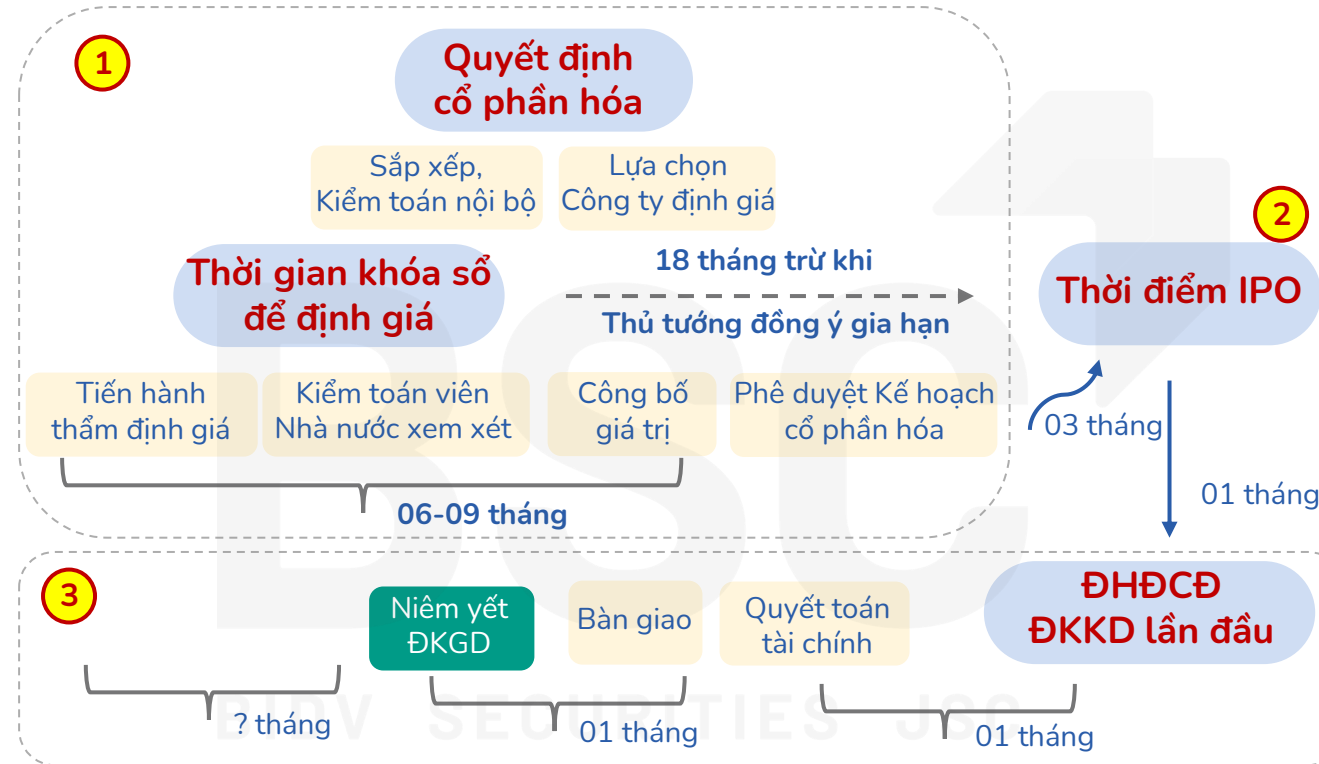 1
Quyết định
cổ phần hóa
Sắp xếp,
Kiểm toán nội bộ
Lựa chọn
Công ty định giá
Thời gian khóa sổ
để định giá
18 tháng trừ khi
Thủ tướng đồng ý gia hạn
2
Thời điểm IPO
Tiến hành
thẩm định giá
Kiểm toán viên
Nhà nước xem xét
Công bố
giá trị
Phê duyệt Kế hoạch
cổ phần hóa
03 tháng
01 tháng
06-09 tháng
3
Niêm yết
ĐKGD
Bàn giao
Quyết toán
tài chính
ĐHĐCĐ
ĐKKD lần đầu
? tháng
01 tháng
01 tháng
BSC
BIDV SECURITIES JSC